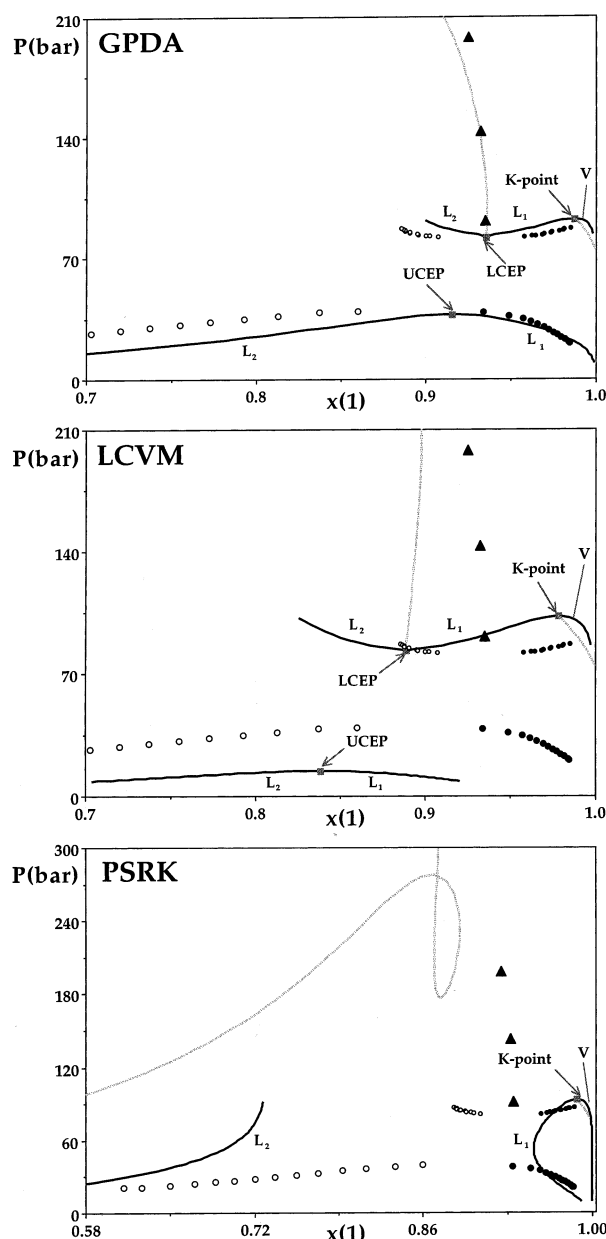 210
P(bar)
GPDA
140
K-point
V
L₂
L₁
70
UCEP
LCEP
L₂
L₁
0
0.7
0.8
0.9
1.0
x(1)
210
P(bar)
LCVM
140
K-point
V
L₂
L₁
70
LCEP
UCEP
L₂
L₁
0
0.7
0.8
0.9
1.0
x(1)
300
P(bar)
PSRK
240
180
120
K-point
V
60
L₂
L₁
0
0.58
0.72
0.86
1.00
x(1)